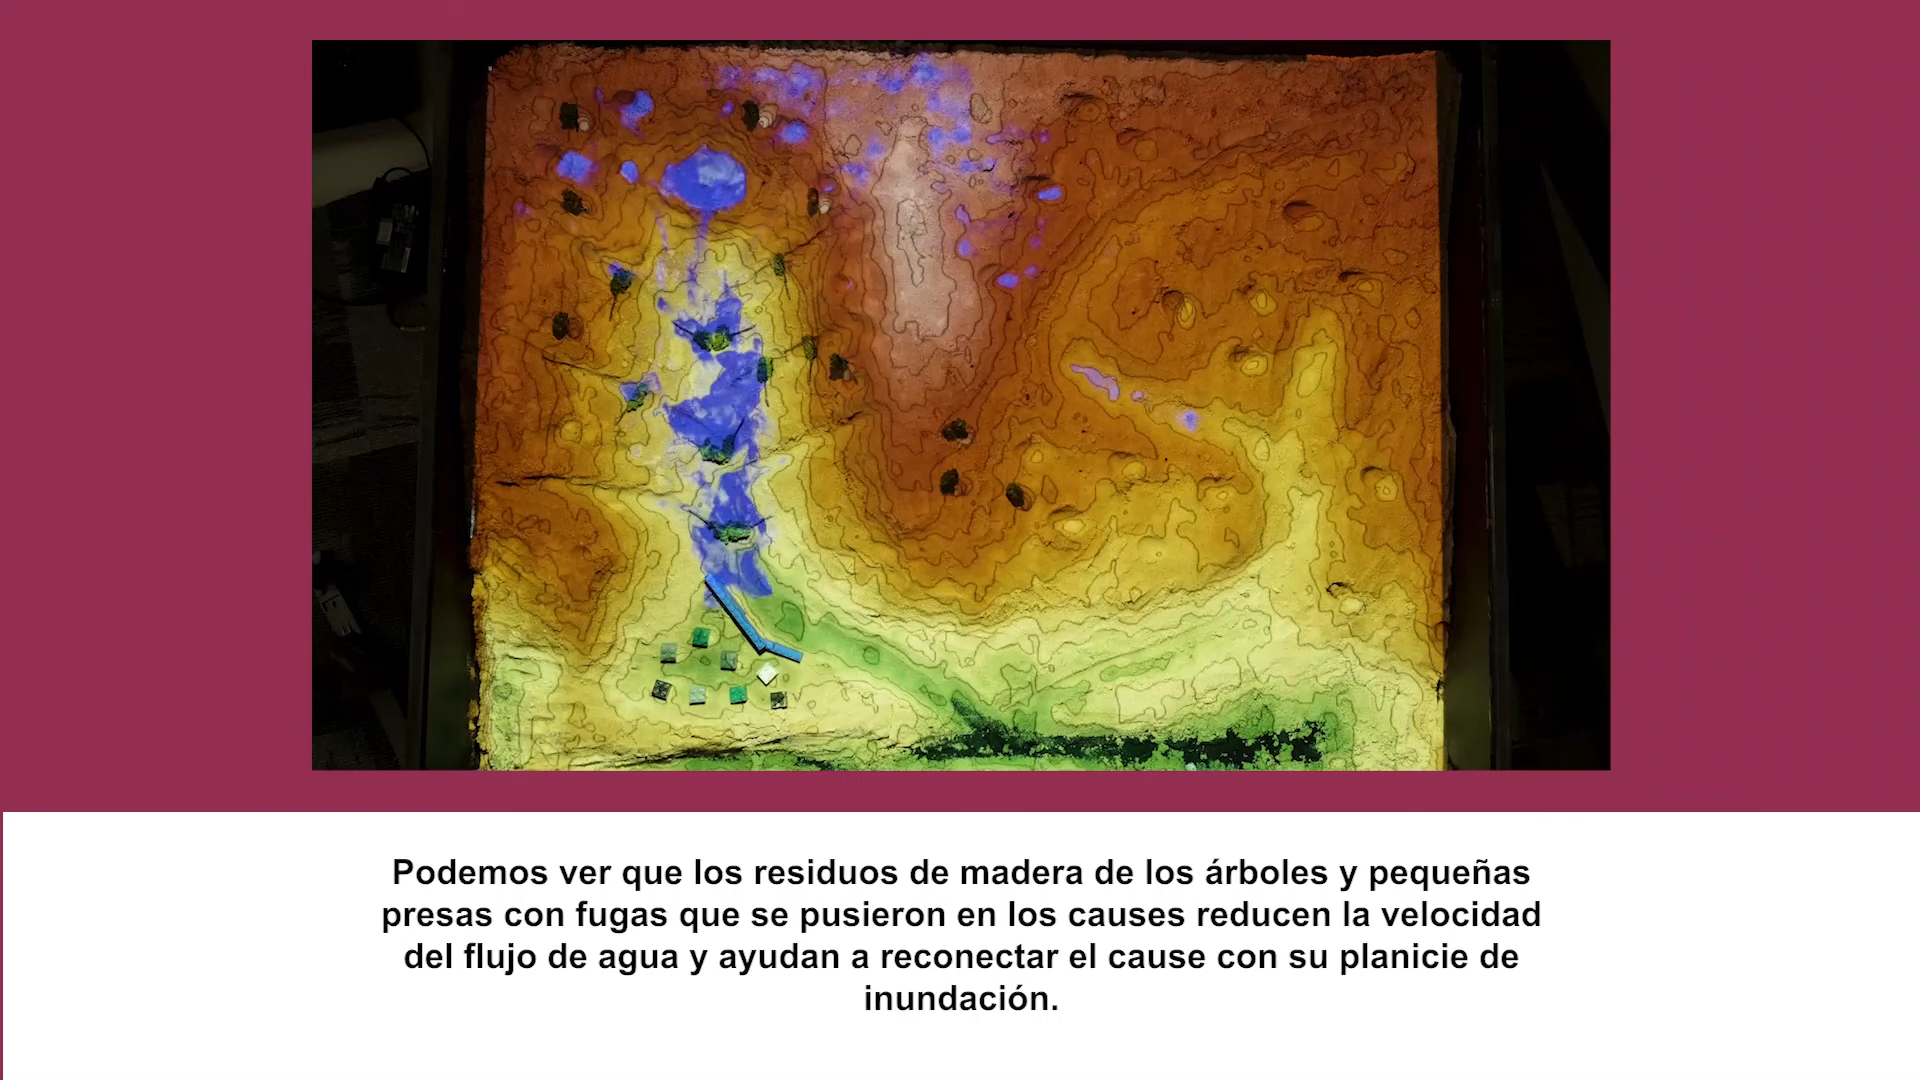 Podemos ver que los residuos de madera de los árboles y pequeñas
presas con fugas que se pusieron en los causes reducen la velocidad
del flujo de agua y ayudan a reconectar el cause con su planicie de
inundación.